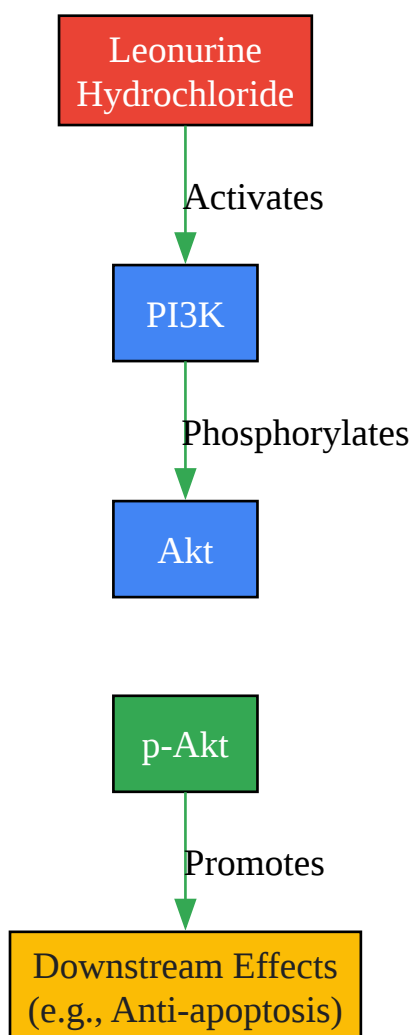 Leonurine
Hydrochloride
Activates
PI3K
Phosphorylates
Akt
p-Akt
Promotes
Downstream Effects
(e.g., Anti-apoptosis)